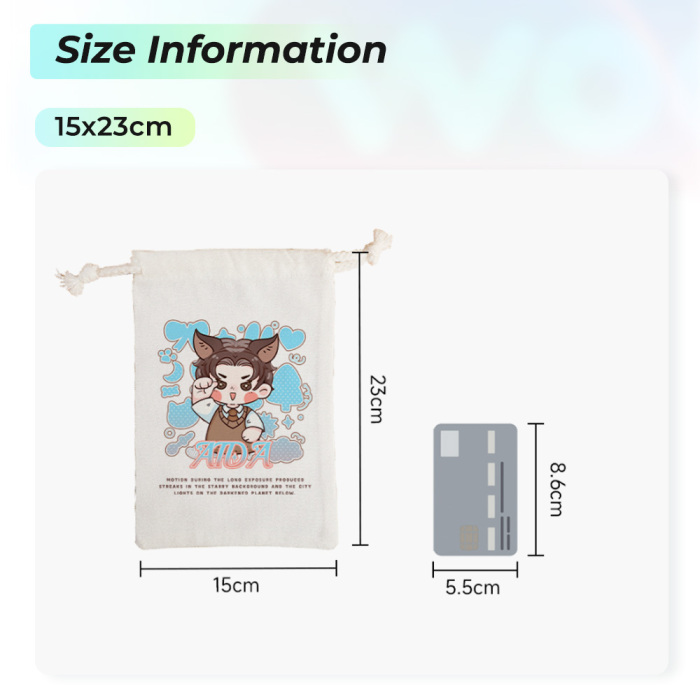 Size Information
15x23cm
23cm
AIDA
MOTION DURING THE LONG EXPOSURE PRODUCED
STREAKS IN THE STARRY BACKGROUND AND THE CITY
LIGHTS ON THE DARKENED PLANET BELOW.
8.6cm
15cm
5.5cm